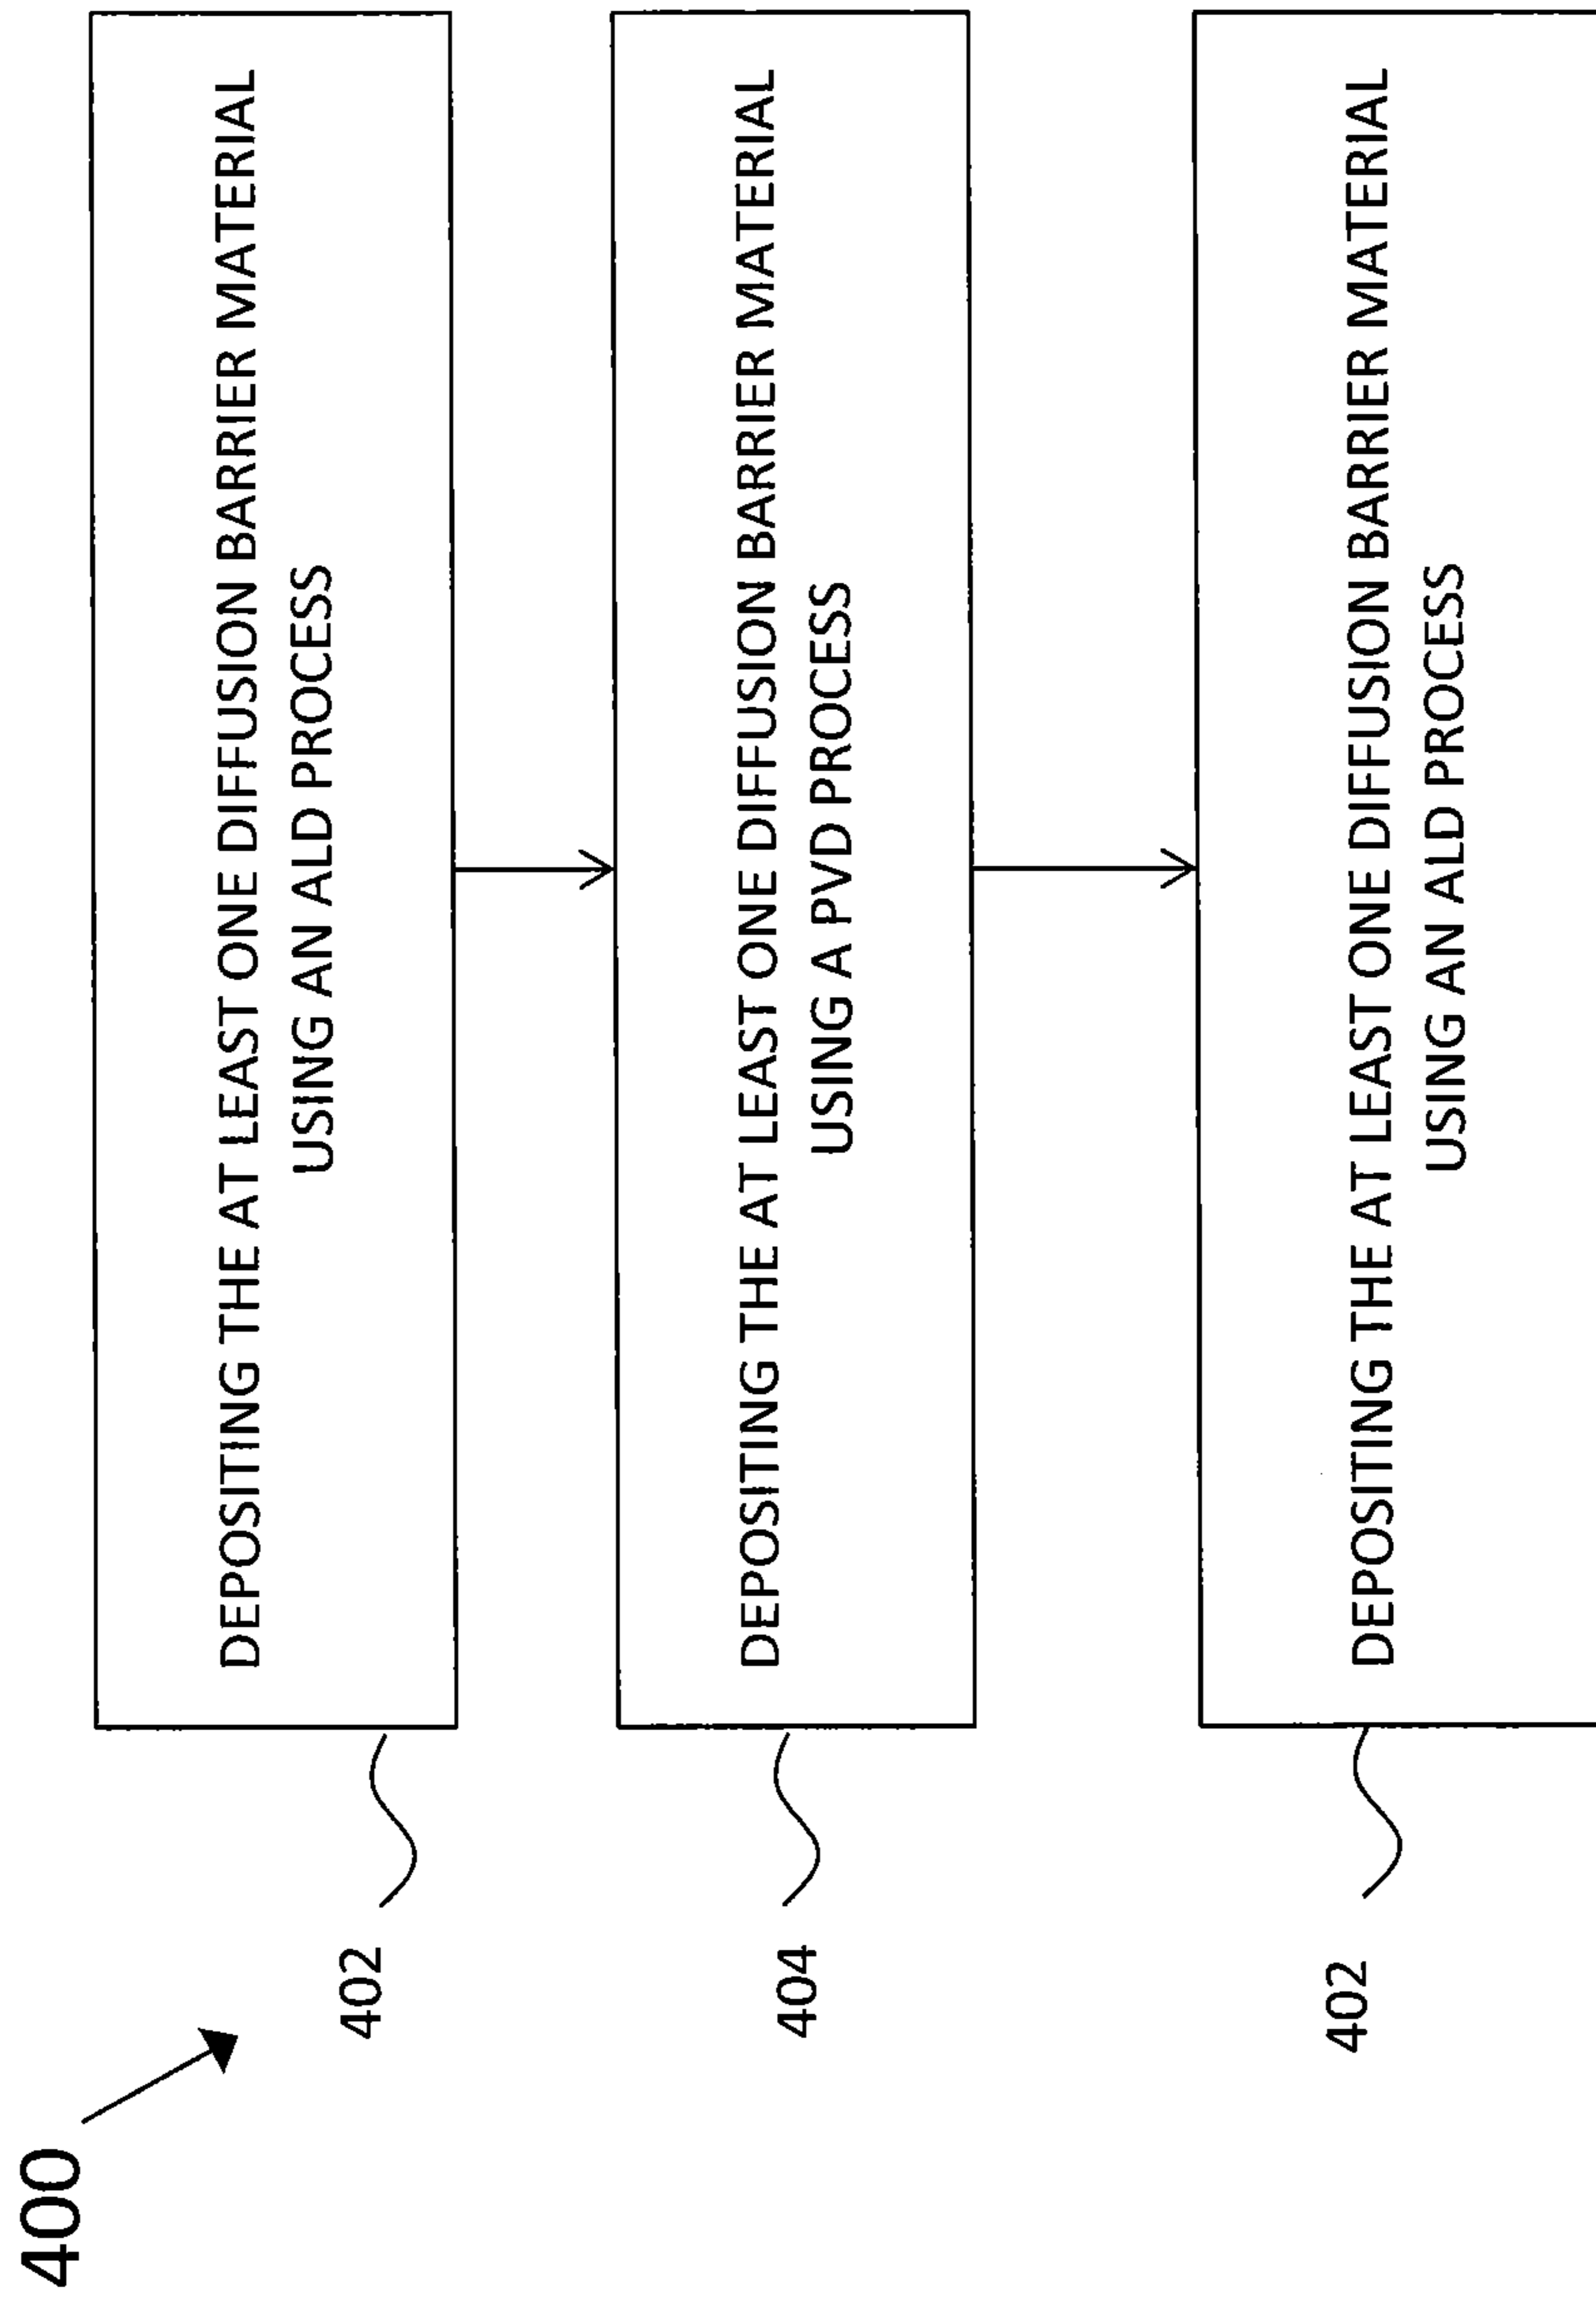 400
402
DEPOSITING THE AT LEAST ONE DIFFUSION BARRIER MATERIAL
USING AN ALD PROCESS
404
DEPOSITING THE AT LEAST ONE DIFFUSION BARRIER MATERIAL
USING A PVD PROCESS
402
DEPOSITING THE AT LEAST ONE DIFFUSION BARRIER MATERIAL
USING AN ALD PROCESS